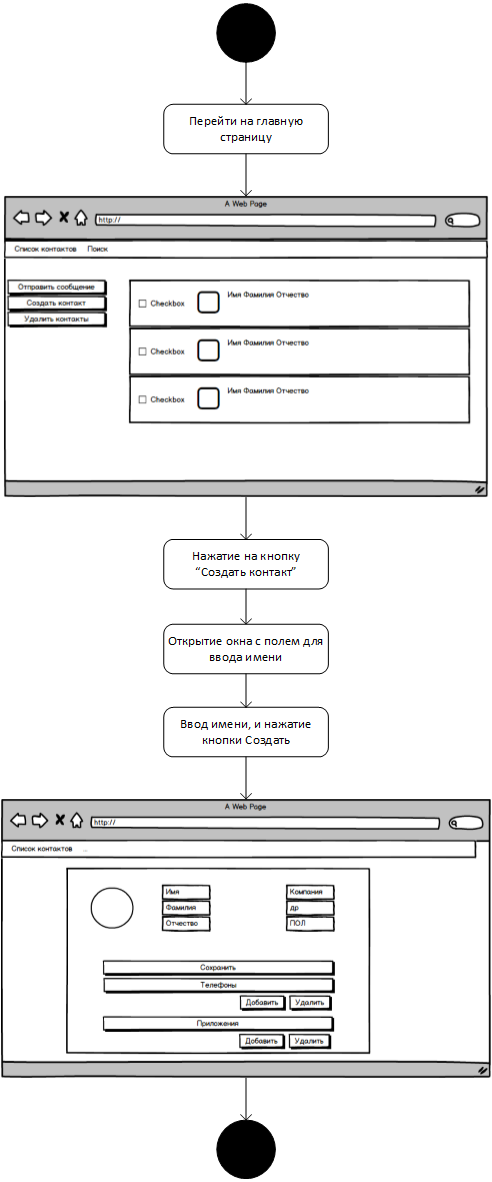 Перейти на главную
страницу
A Web Page
http://
Список контактов Поиск
Отправить сообщение
Создать контакт
Удалить контакты
Checkbox Имя Фамилия Отчество
Checkbox Имя Фамилия Отчество
Checkbox Имя Фамилия Отчество
Нажатие на кнопку
“Создать контакт”
Открытие окна с полем для
ввода имени
Ввод имени, и нажатие
кнопки Создать
A Web Page
http://
Список контактов ...
Имя Компания
Фамилия др
Отчество ПОЛ
Сохранить
Телефоны
Добавить Удалить
Приложения
Добавить Удалить